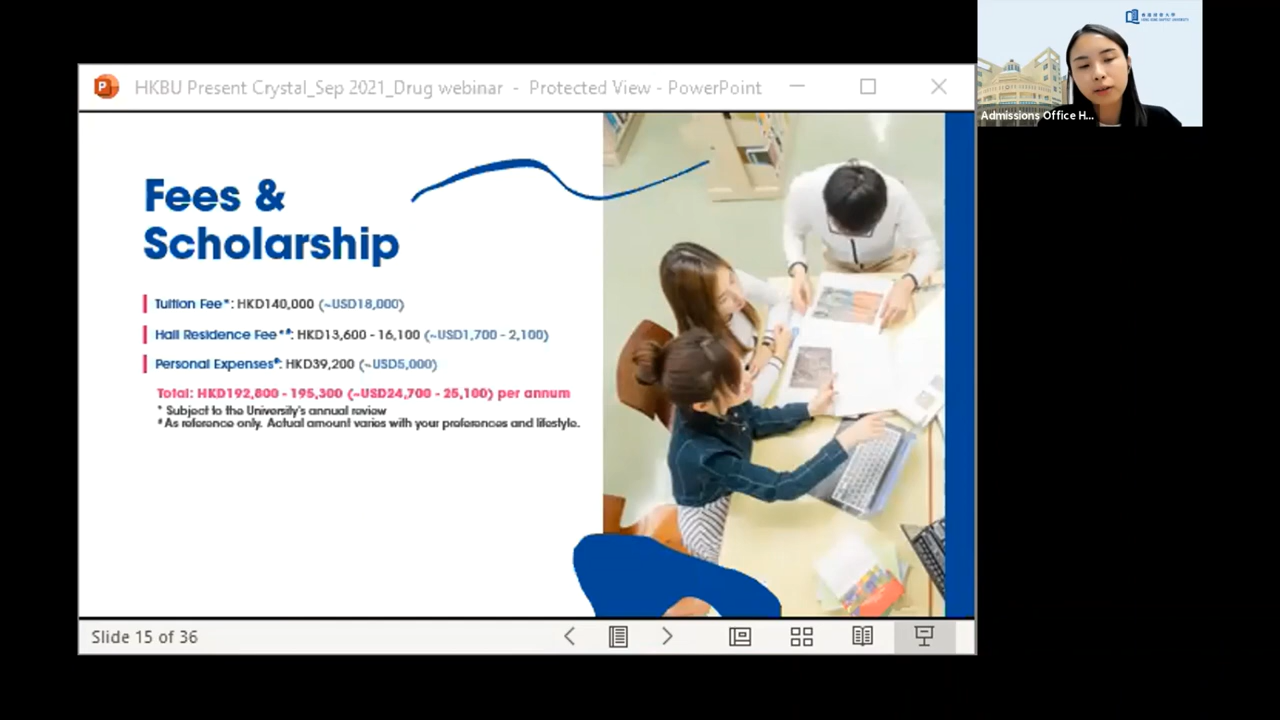 HKBU Present Crystal_Sep 2021_Drug webinar - Protected View - PowerPoint
Admissions Office H...
Fees &
Scholarship
Tuition Fee*: HKD140,000 (~USD18,000)
Hall Residence Fee*#: HKD13,600 - 16,100 (~USD1,700 - 2,100)
Personal Expenses#: HKD39,200 (~USD5,000)
Total: HKD192,800 - 195,300 (~USD24,700 - 25,100) per annum
* Subject to the University's annual review
# As reference only. Actual amount varies with your preferences and lifestyle.
Slide 15 of 36